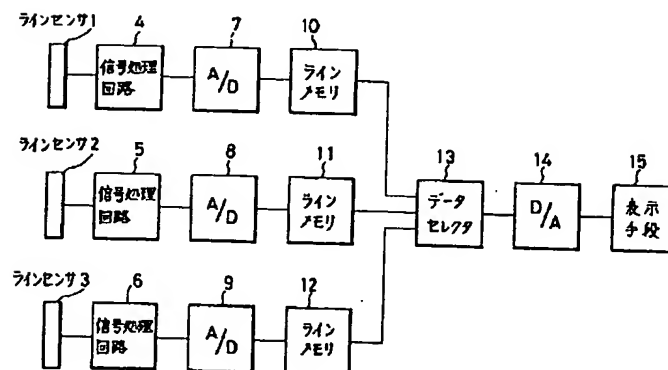 ラインセンサ1
4
7
10
信号処理
回路
A/D
ライン
メモリ
ラインセンサ2
5
8
11
信号処理
回路
A/D
ライン
メモリ
13
14
15
データ
セレクタ
D/A
表示
手段
ラインセンサ3
6
9
12
信号処理
回路
A/D
ライン
メモリ